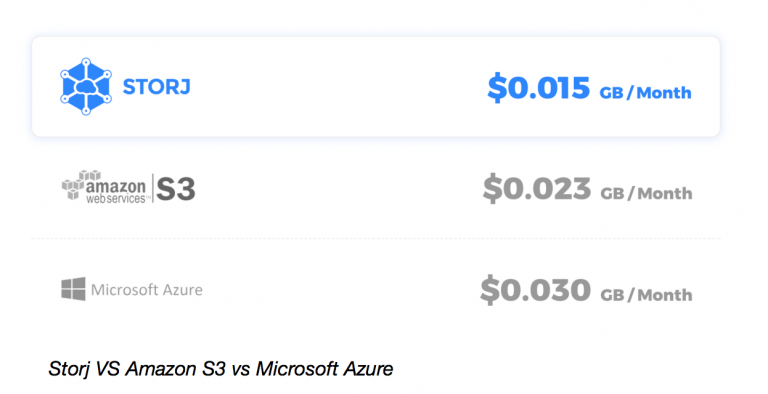 STORJ $0.015 GB / Month
amazon web services™ S3 $0.023 GB / Month
Microsoft Azure $0.030 GB / Month
Storj VS Amazon S3 vs Microsoft Azure